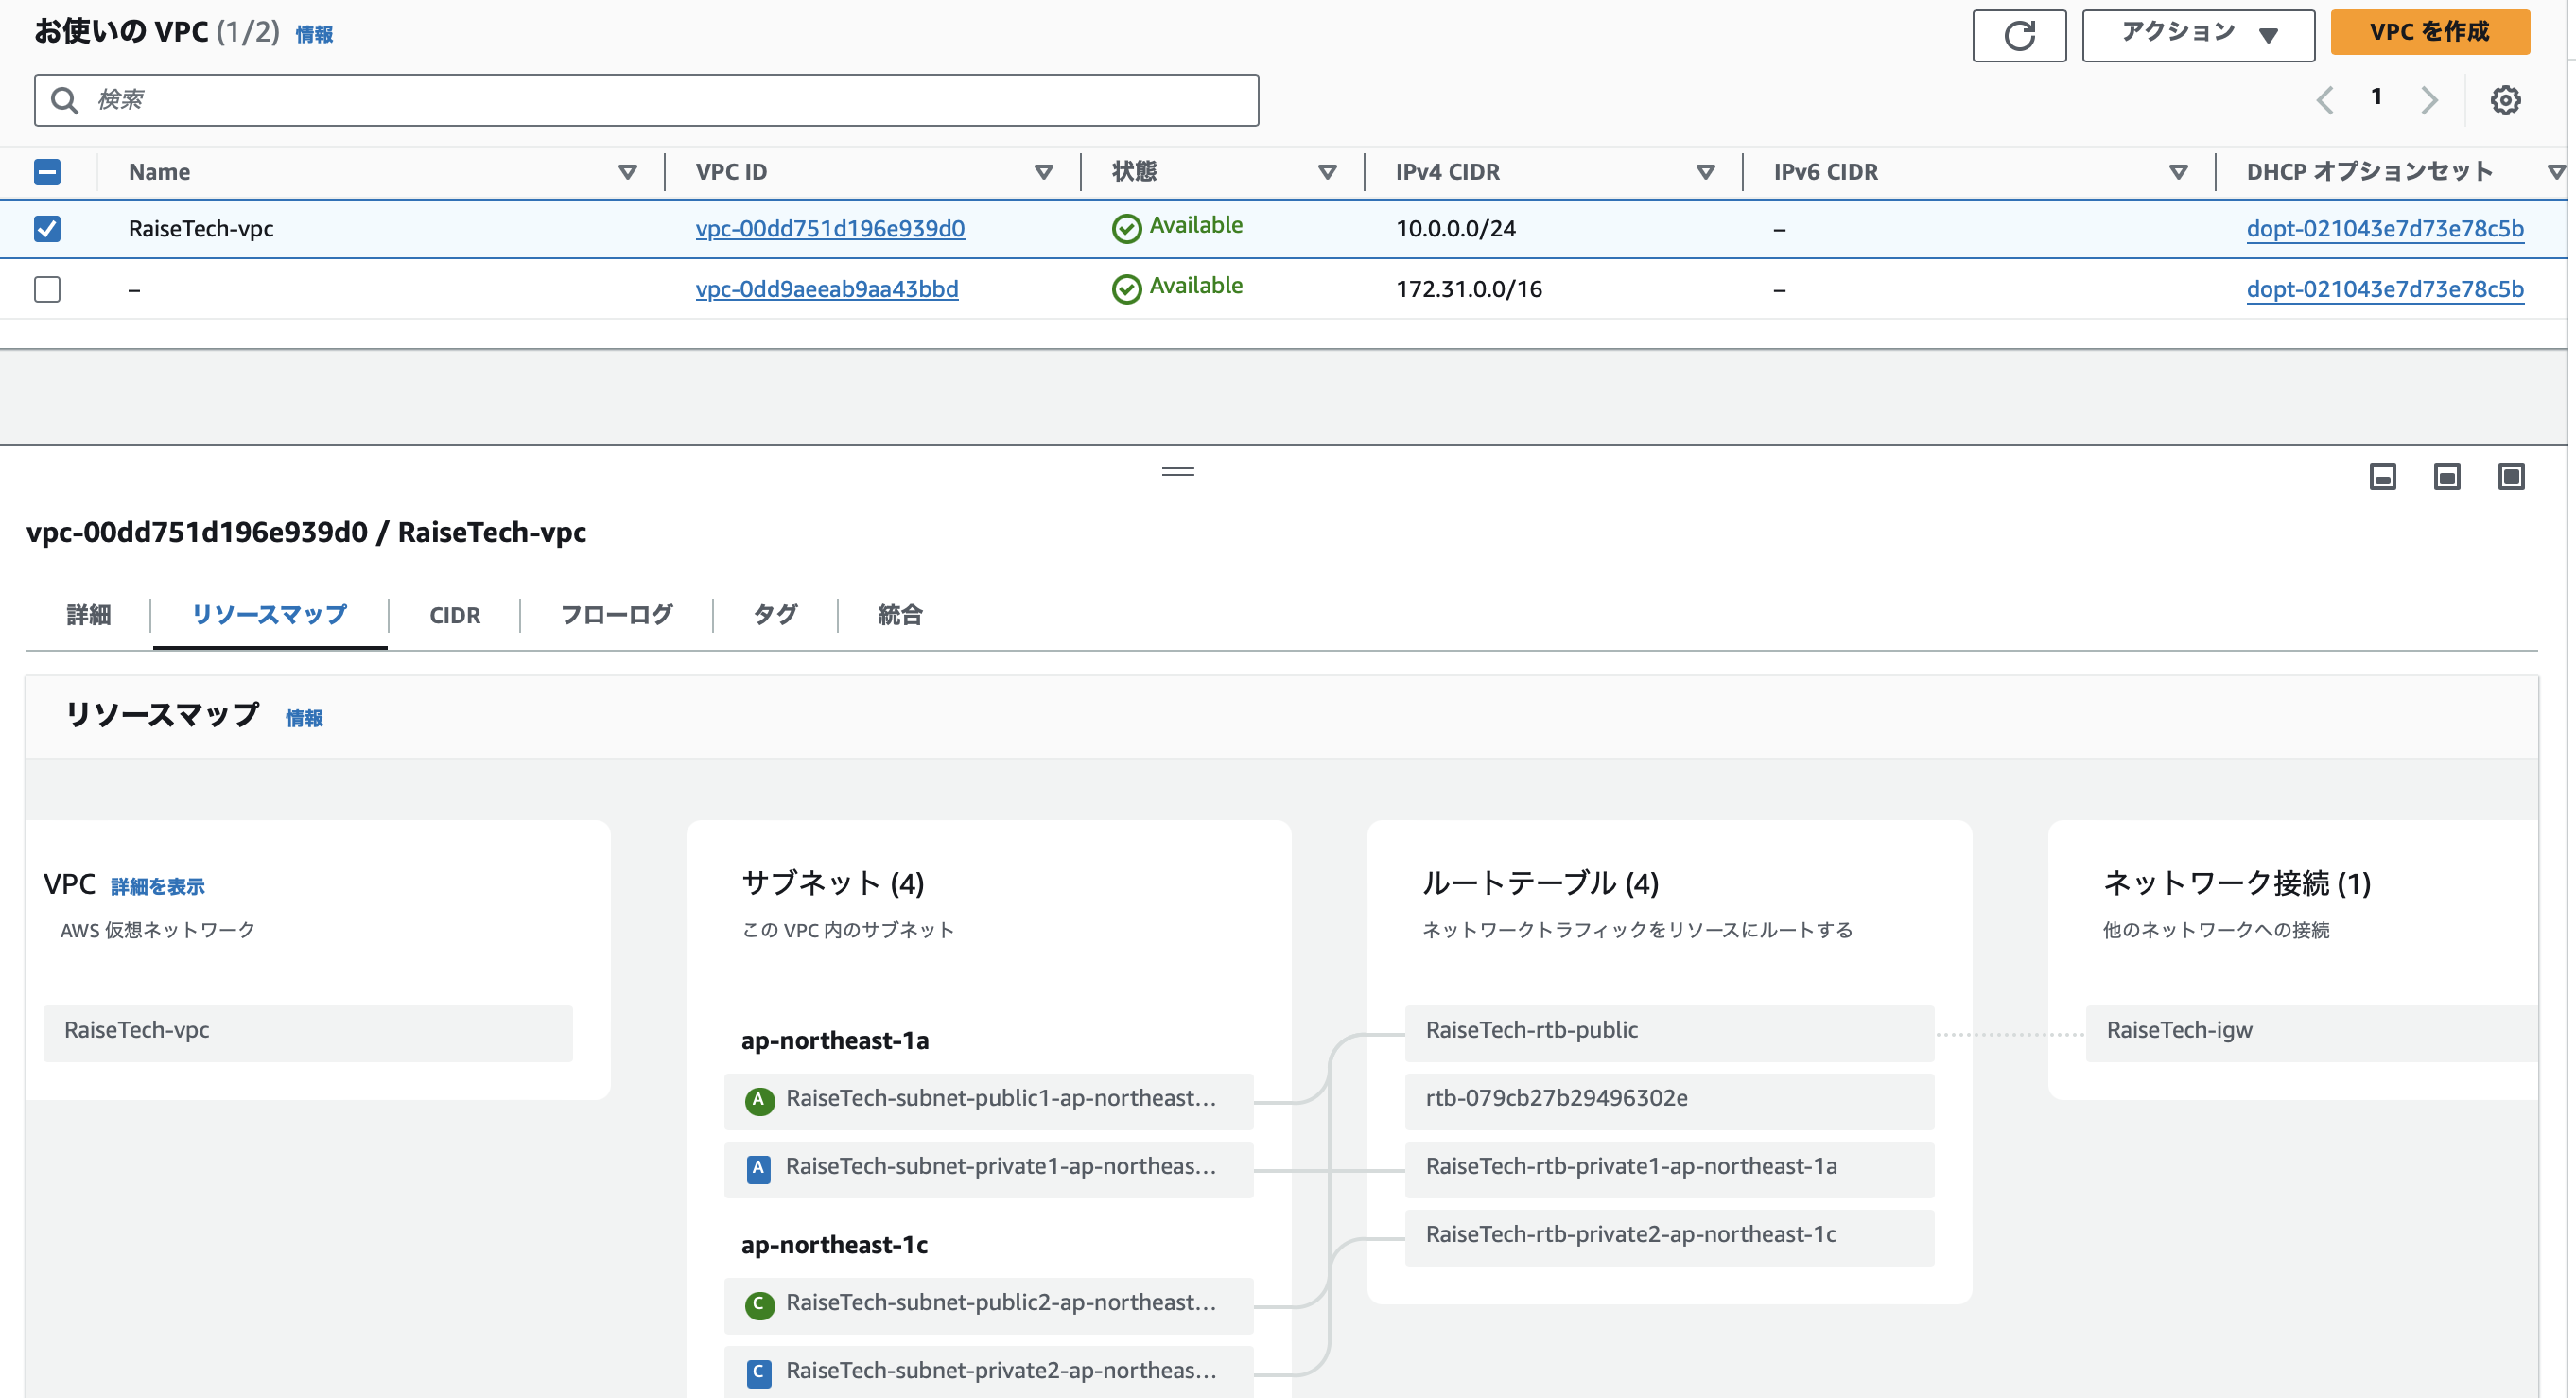 お使いの VPC (1/2) 情報
アクション
VPC を作成
検索
1
Name VPC ID 状態 IPv4 CIDR IPv6 CIDR DHCP オプションセット
RaiseTech-vpc vpc-00dd751d196e939d0 Available 10.0.0.0/24 – dopt-021043e7d73e78c5b
– vpc-0dd9aeeab9aa43bbd Available 172.31.0.0/16 – dopt-021043e7d73e78c5b
vpc-00dd751d196e939d0 / RaiseTech-vpc
詳細 リソースマップ CIDR フローログ タグ 統合
リソースマップ 情報
VPC 詳細を表示
AWS 仮想ネットワーク
RaiseTech-vpc
サブネット (4)
この VPC 内のサブネット
ap-northeast-1a
A RaiseTech-subnet-public1-ap-northeast...
A RaiseTech-subnet-private1-ap-northeas...
ap-northeast-1c
C RaiseTech-subnet-public2-ap-northeast...
C RaiseTech-subnet-private2-ap-northeas...
ルートテーブル (4)
ネットワークトラフィックをリソースにルートする
RaiseTech-rtb-public
rtb-079cb27b29496302e
RaiseTech-rtb-private1-ap-northeast-1a
RaiseTech-rtb-private2-ap-northeast-1c
ネットワーク接続 (1)
他のネットワークへの接続
RaiseTech-igw